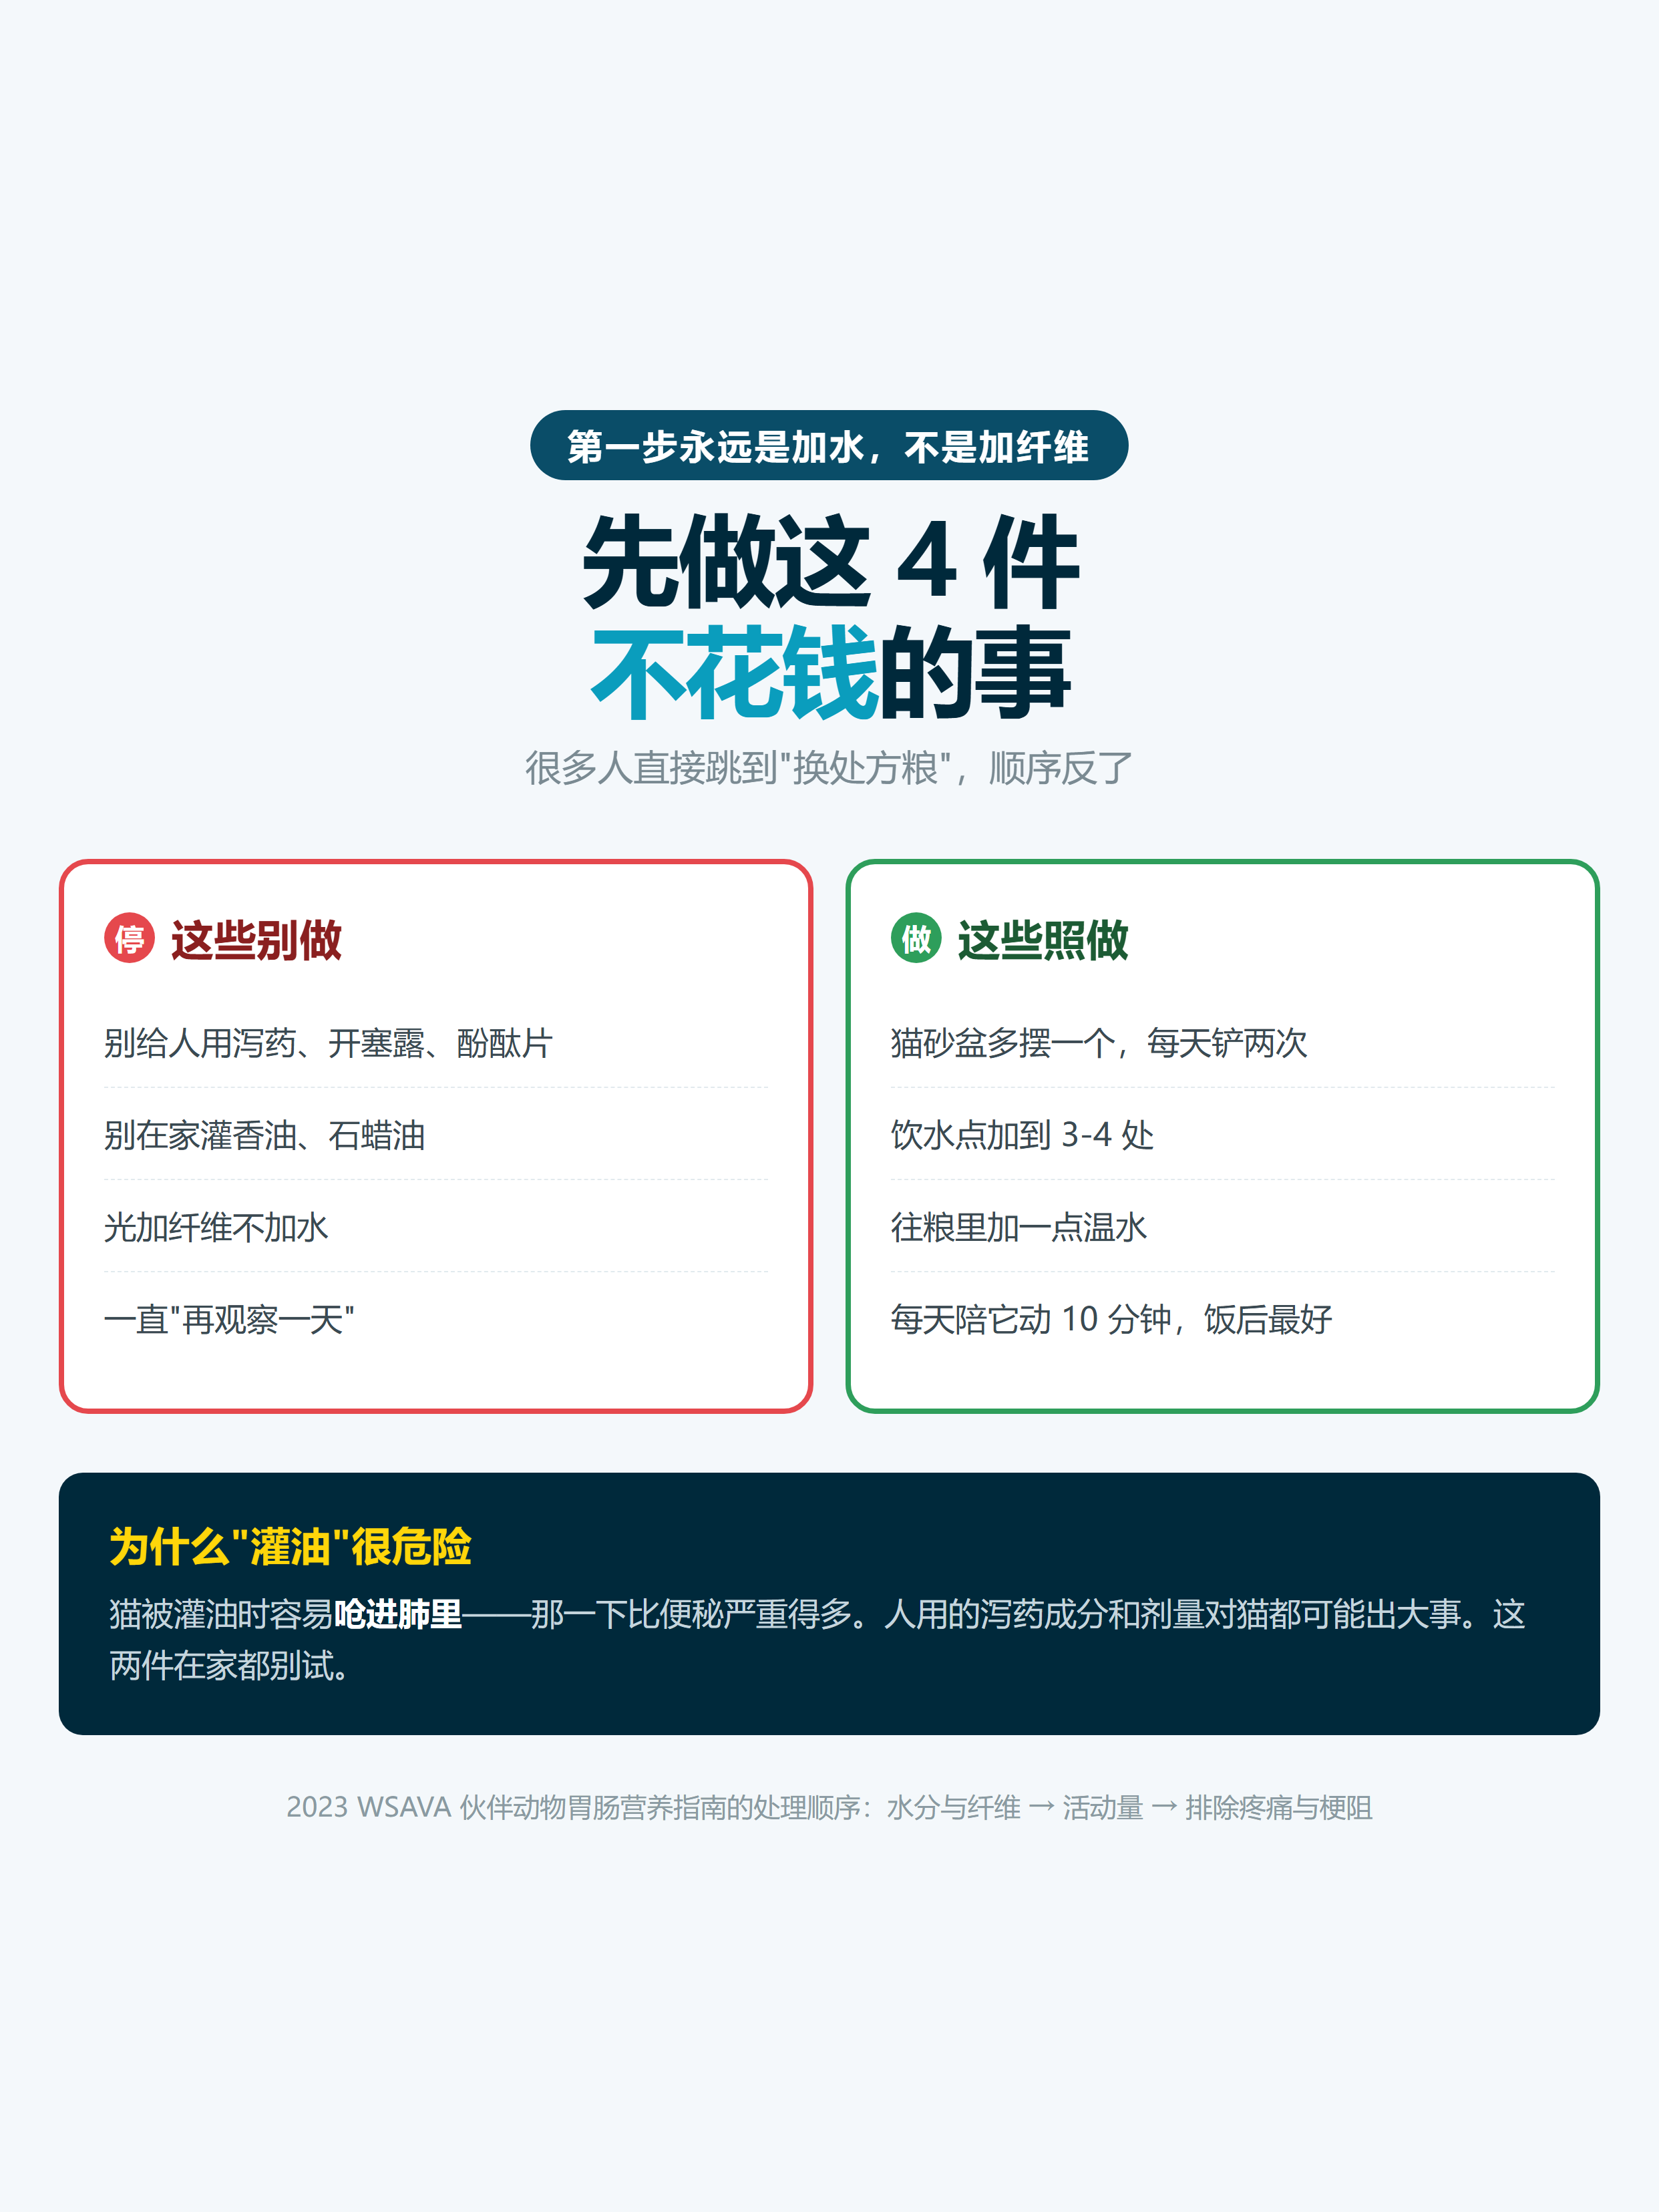 第一步永远是加水，不是加纤维
先做这 4 件
不花钱的事
很多人直接跳到"换处方粮"，顺序反了
停 这些别做
别给人用泻药、开塞露、酚酞片
别在家灌香油、石蜡油
光加纤维不加水
一直"再观察一天"
做 这些照做
猫砂盆多摆一个，每天铲两次
饮水点加到 3-4 处
往粮里加一点温水
每天陪它动 10 分钟，饭后最好
为什么"灌油"很危险
猫被灌油时容易呛进肺里——那一下比便秘严重得多。人用的泻药成分和剂量对猫都可能出大事。这
两件在家都别试。
2023 WSAVA 伙伴动物胃肠营养指南的处理顺序：水分与纤维 → 活动量 → 排除疼痛与梗阻